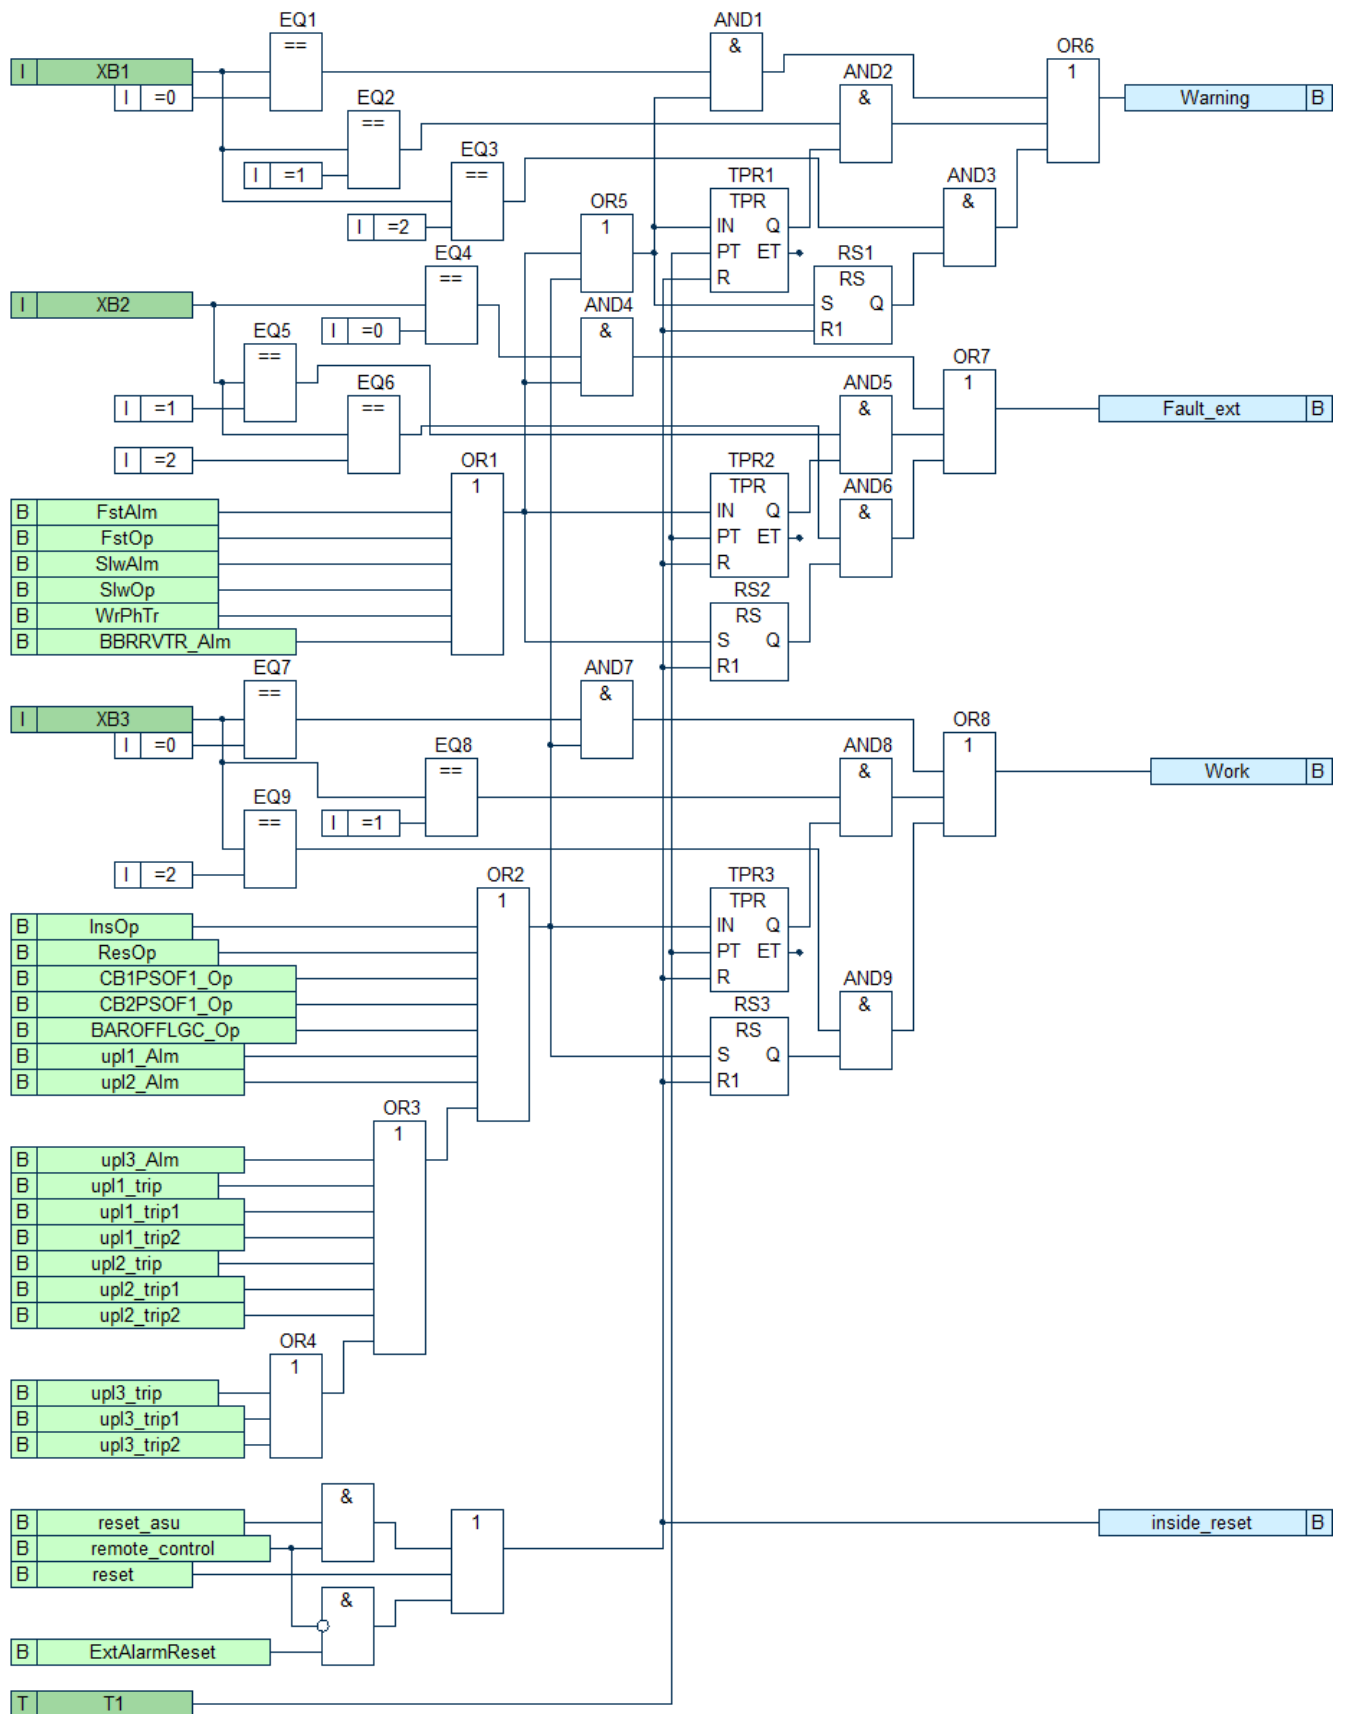 EQ1
AND1
==
&
OR6
I XB1
AND2
1
I =0
EQ2
&
Warning B
==
EQ3
I =1
==
TPR1
AND3
OR5
TPR
&
I =2
1
IN Q
EQ4
PT ET
RS1
==
R
RS
I XB2
AND4
S Q
EQ5
I =0
&
R1
==
OR7
EQ6
AND5
1
I =1
==
&
Fault_ext B
I =2
OR1
TPR2
1
TPR
AND6
B FstAlm
IN Q
&
B FstOp
PT ET
B SlwAlm
R
B SlwOp
RS2
B WrPhTr
RS
B BBRRVTR_Alm
S Q
EQ7
AND7
R1
==
&
I XB3
OR8
I =0
EQ8
AND8
1
==
&
Work B
EQ9
==
I =1
I =2
OR2
TPR3
1
TPR
B InsOp
IN Q
B ResOp
PT ET
B CB1PSOF1_Op
R
AND9
B CB2PSOF1_Op
RS3
&
B BAROFFLGC_Op
RS
B upl1_Alm
S Q
B upl2_Alm
R1
OR3
1
B upl3_Alm
B upl1_trip
B upl1_trip1
B upl1_trip2
B upl2_trip
B upl2_trip1
B upl2_trip2
OR4
1
B upl3_trip
B upl3_trip1
B upl3_trip2
&
B reset_asu
1
inside_reset B
B remote_control
B reset
&
B ExtAlarmReset
T T1